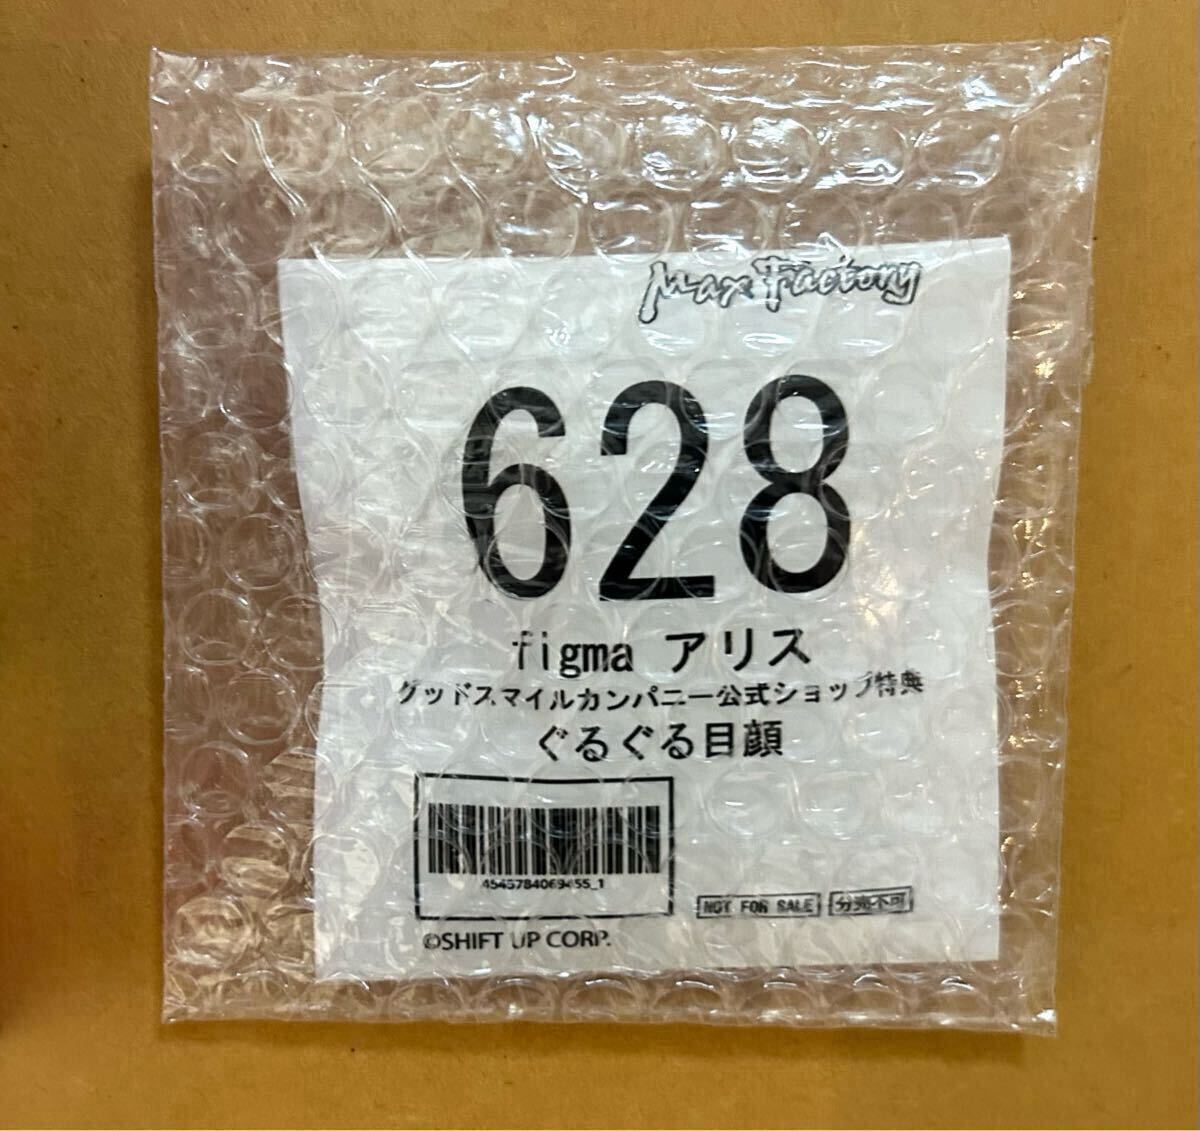 Max Factory
628
figma アリス
グッドスマイルカンパニー公式ショップ特典
ぐるぐる目顔
4545784069455_1
NOT FOR SALE 分売不可
©SHIFT UP CORP.